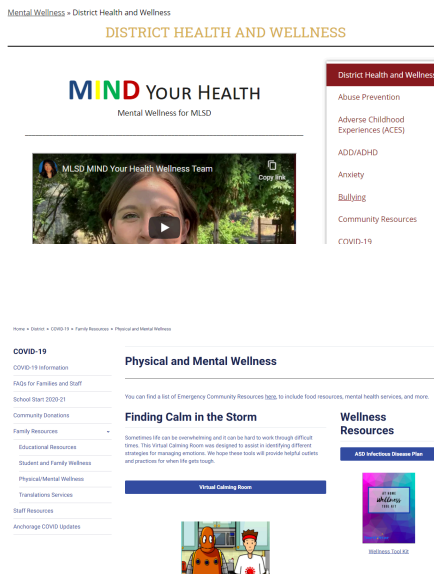 Mental Wellness » District Health and Wellness
DISTRICT HEALTH AND WELLNESS
MIND YOUR HEALTH
Mental Wellness for MLSD
MLSD MIND Your Health Wellness Team
Copy link
District Health and Wellness
Abuse Prevention
Adverse Childhood
Experiences (ACES)
ADD/ADHD
Anxiety
Bullying
Community Resources
COVID-19
Home » District » COVID-19 » Family Resources » Physical and Mental Wellness
COVID-19
COVID-19 Information
FAQs for Families and Staff
School Start 2020-21
Community Donations
Family Resources
Educational Resources
Student and Family Wellness
Physical/Mental Wellness
Translations Services
Staff Resources
Anchorage COVID Updates
Physical and Mental Wellness
You can find a list of Emergency Community Resources here, to include food resources, mental health services, and more.
Finding Calm in the Storm
Sometimes life can be overwhelming and it can be hard to work through difficult
times. This Virtual Calming Room was designed to assist in identifying different
strategies for managing emotions. We hope these tools will provide helpful outlets
and practices for when life gets tough.
Virtual Calming Room
Wellness
Resources
ASD Infectious Disease Plan
AT HOME
Wellness
TOOL KIT
Wellness Tool Kit